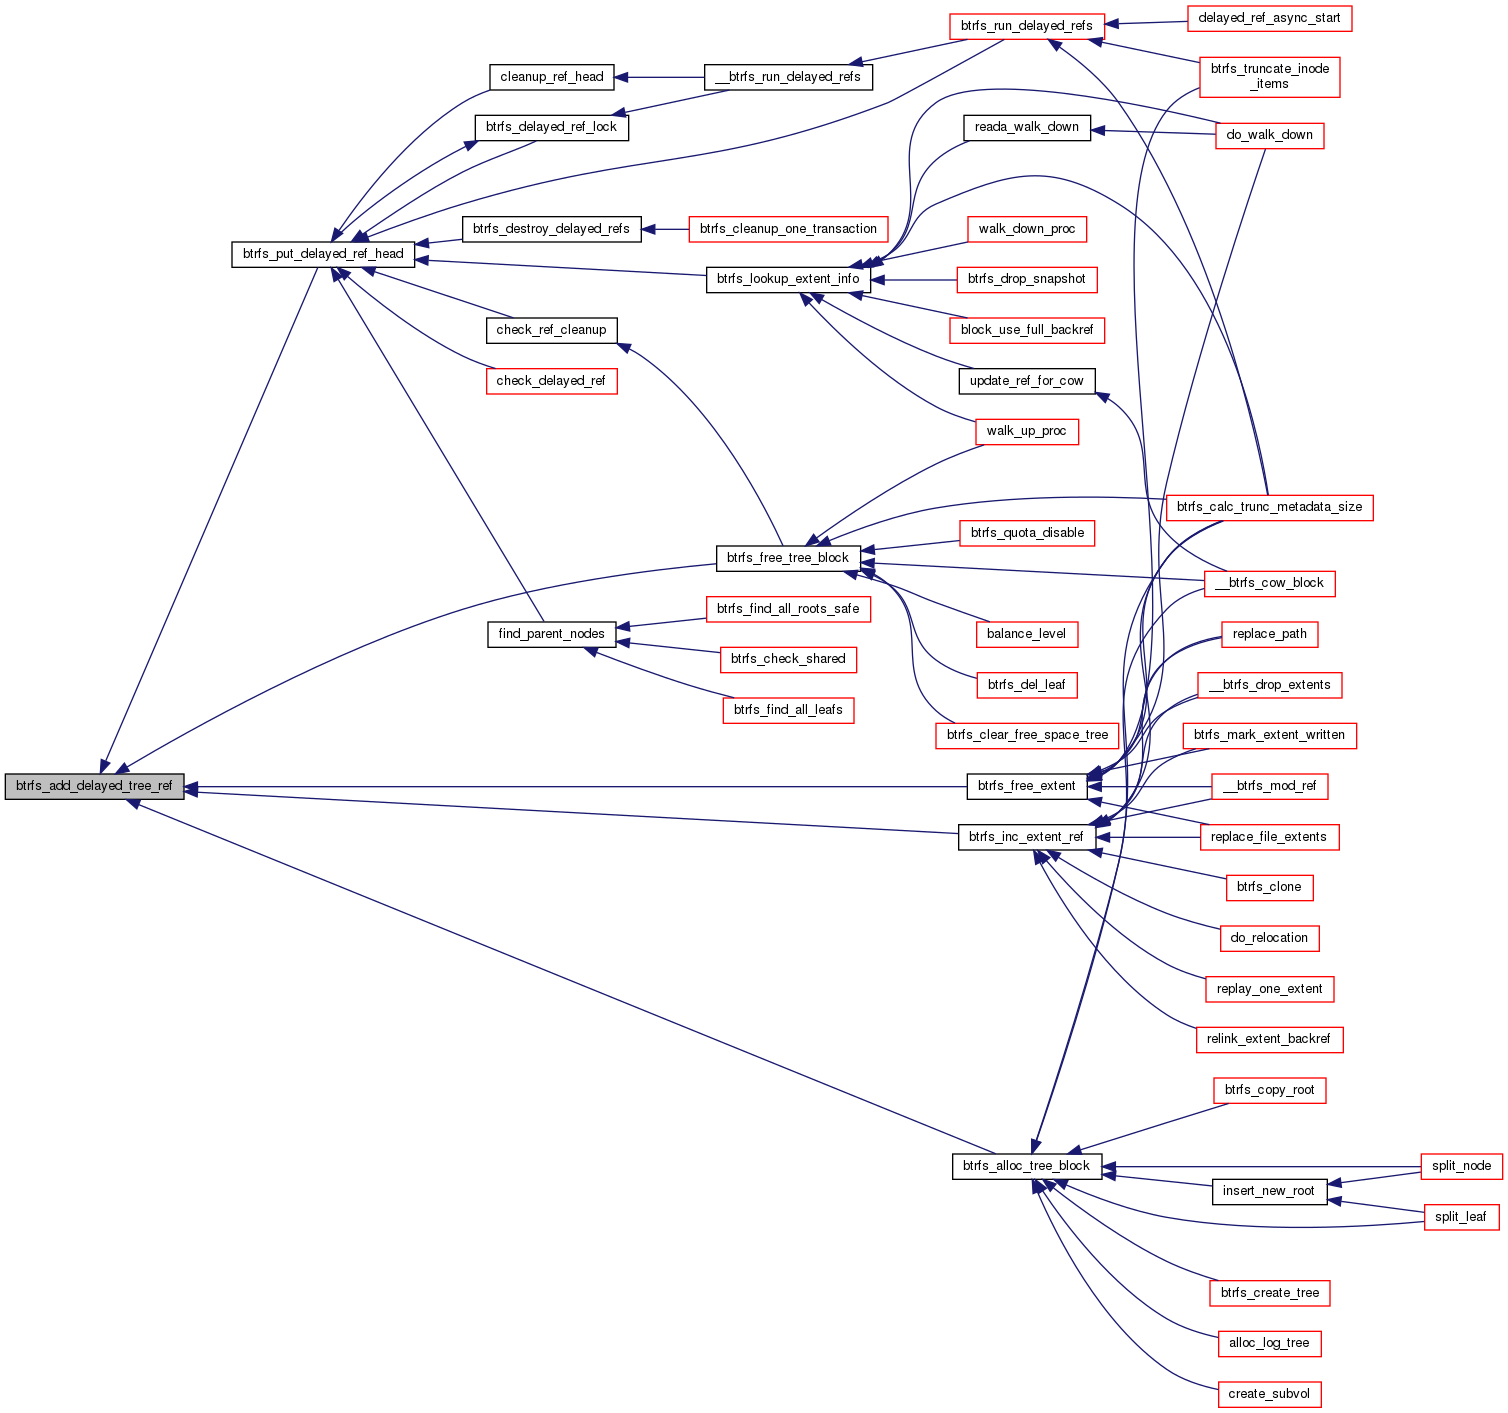 delayed_ref_async_start
btrfs_run_delayed_refs
btrfs_truncate_inode
_items
cleanup_ref_head
__btrfs_run_delayed_refs
btrfs_delayed_ref_lock
reada_walk_down
do_walk_down
btrfs_destroy_delayed_refs
btrfs_cleanup_one_transaction
walk_down_proc
btrfs_put_delayed_ref_head
btrfs_lookup_extent_info
btrfs_drop_snapshot
check_ref_cleanup
block_use_full_backref
check_delayed_ref
update_ref_for_cow
walk_up_proc
btrfs_calc_trunc_metadata_size
btrfs_quota_disable
btrfs_free_tree_block
__btrfs_cow_block
btrfs_find_all_roots_safe
find_parent_nodes
balance_level
replace_path
btrfs_check_shared
btrfs_del_leaf
__btrfs_drop_extents
btrfs_find_all_leafs
btrfs_clear_free_space_tree
btrfs_mark_extent_written
btrfs_add_delayed_tree_ref
btrfs_free_extent
__btrfs_mod_ref
btrfs_inc_extent_ref
replace_file_extents
btrfs_clone
do_relocation
replay_one_extent
relink_extent_backref
btrfs_copy_root
btrfs_alloc_tree_block
split_node
insert_new_root
split_leaf
btrfs_create_tree
alloc_log_tree
create_subvol